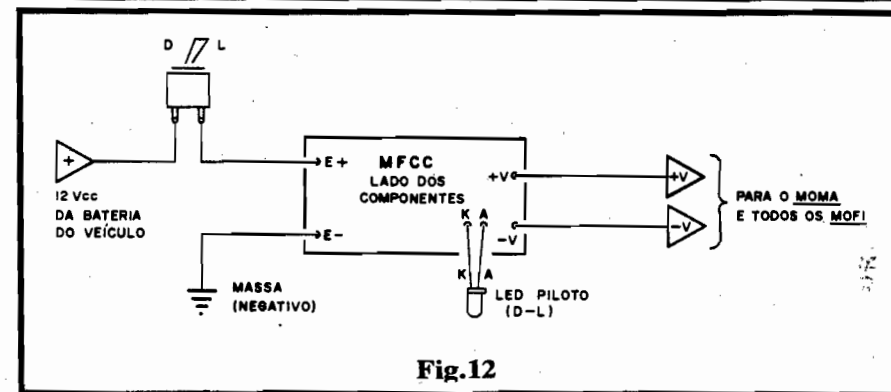 D L
+
12 Vcc
DA BATERIA
DO VEÍCULO
E+
E-
MASSA
(NEGATIVO)
MFCC
LADO DOS
COMPONENTES
K A
+V
-V
K A
LED PILOTO
(D-L)
+V
-V
PARA O MOMA
E TODOS OS MOFI
Fig.12